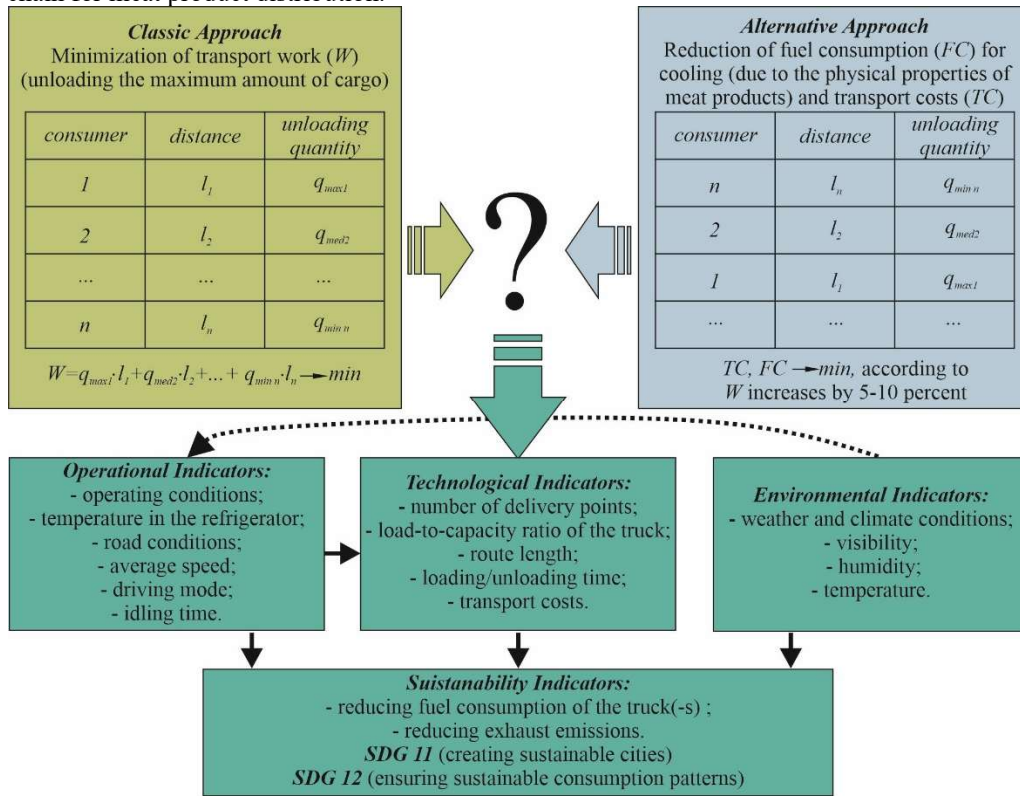 chain for meat product distribution.
Classic Approach
Minimization of transport work (W)
(unloading the maximum amount of cargo)
consumer distance unloading quantity
1 l1 qmax1
2 l2 qmed2
... ... ...
n ln qmin n
W=qmax1·l1+qmed2·l2+...+ qmin n·ln→min
?
Alternative Approach
Reduction of fuel consumption (FC) for
cooling (due to the physical properties of
meat products) and transport costs (TC)
consumer distance unloading quantity
n ln qmin n
2 l2 qmed2
1 l1 qmax1
... ... ...
TC, FC→min, according to
W increases by 5-10 percent
Operational Indicators:
- operating conditions;
- temperature in the refrigerator;
- road conditions;
- average speed;
- driving mode;
- idling time.
Technological Indicators:
- number of delivery points;
- load-to-capacity ratio of the truck;
- route length;
- loading/unloading time;
- transport costs.
Environmental Indicators:
- weather and climate conditions;
- visibility;
- humidity;
- temperature.
Suistanability Indicators:
- reducing fuel consumption of the truck(-s) ;
- reducing exhaust emissions.
SDG 11 (creating sustainable cities)
SDG 12 (ensuring sustainable consumption patterns)